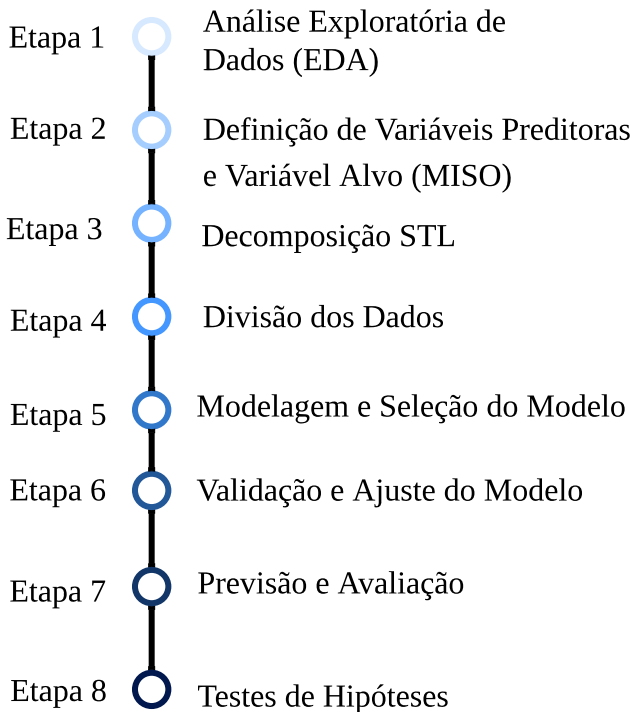 Etapa 1
Análise Exploratória de
Dados (EDA)
Etapa 2
Definição de Variáveis Preditoras
e Variável Alvo (MISO)
Etapa 3
Decomposição STL
Etapa 4
Divisão dos Dados
Etapa 5
Modelagem e Seleção do Modelo
Etapa 6
Validação e Ajuste do Modelo
Etapa 7
Previsão e Avaliação
Etapa 8
Testes de Hipóteses